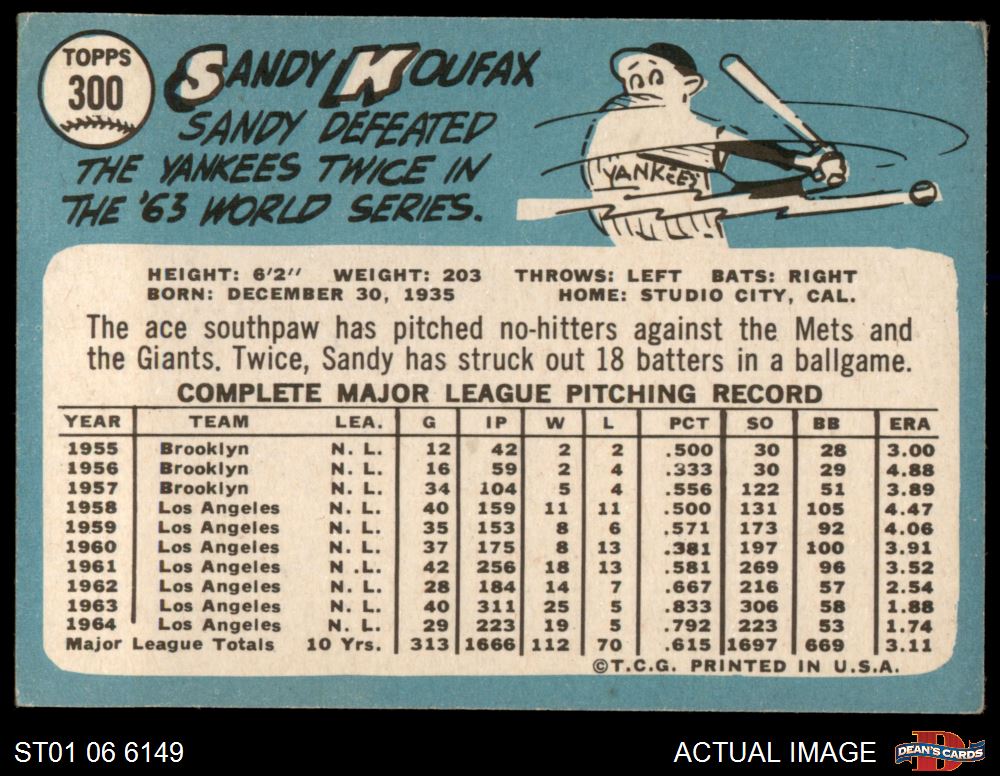 TOPPS
300
SANDY KOUFAX
SANDY DEFEATED
THE YANKEES TWICE IN
THE '63 WORLD SERIES.
YANKEES
HEIGHT: 6'2" WEIGHT: 203 THROWS: LEFT BATS: RIGHT
BORN: DECEMBER 30, 1935 HOME: STUDIO CITY, CAL.
The ace southpaw has pitched no-hitters against the Mets and
the Giants. Twice, Sandy has struck out 18 batters in a ballgame.
COMPLETE MAJOR LEAGUE PITCHING RECORD
YEAR TEAM LEA. G IP W L PCT SO BB ERA
1955 Brooklyn N. L. 12 42 2 2 .500 30 28 3.00
1956 Brooklyn N. L. 16 59 2 4 .333 30 29 4.88
1957 Brooklyn N. L. 34 104 5 4 .556 122 51 3.89
1958 Los Angeles N. L. 40 159 11 11 .500 131 105 4.47
1959 Los Angeles N. L. 35 153 8 6 .571 173 92 4.06
1960 Los Angeles N. L. 37 175 8 13 .381 197 100 3.91
1961 Los Angeles N .L. 42 256 18 13 .581 269 96 3.52
1962 Los Angeles N. L. 28 184 14 7 .667 216 57 2.54
1963 Los Angeles N. L. 40 311 25 5 .833 306 58 1.88
1964 Los Angeles N. L. 29 223 19 5 .792 223 53 1.74
Major League Totals 10 Yrs. 313 1666 112 70 .615 1697 669 3.11
©T.C.G. PRINTED IN U.S.A.
ST01 06 6149
ACTUAL IMAGE
D
DEAN'S CARDS